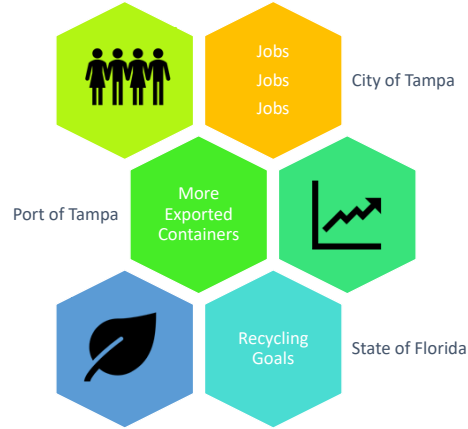 Jobs
Jobs
Jobs
City of Tampa
Port of Tampa
More
Exported
Containers
Recycling
Goals
State of Florida